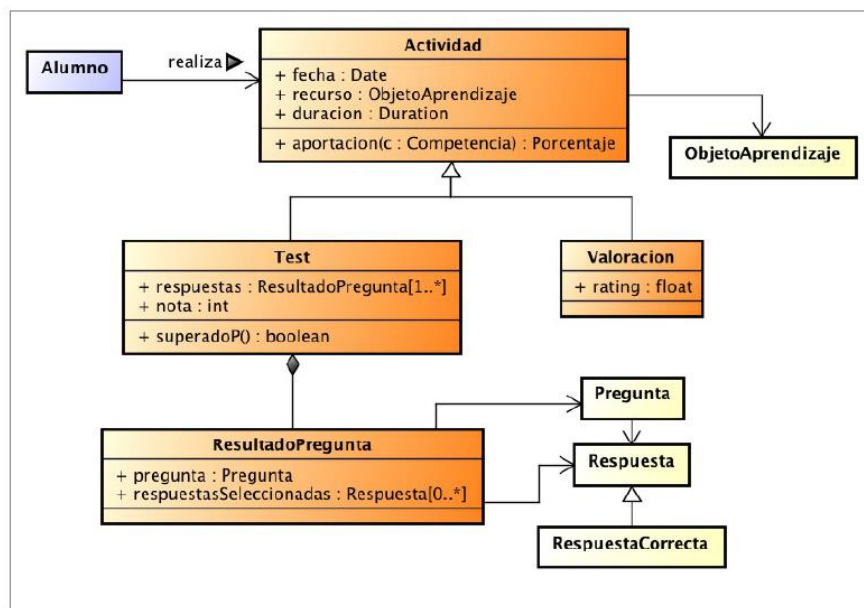 Alumno
realiza
Actividad
+ fecha : Date
+ recurso : ObjetoAprendizaje
+ duracion : Duration
+ aportacion(c : Competencia) : Porcentaje
ObjetoAprendizaje
Test
+ respuestas : ResultadoPregunta[1..*]
+ nota : int
+ superadoP() : boolean
Valoracion
+ rating : float
ResultadoPregunta
+ pregunta : Pregunta
+ respuestasSeleccionadas : Respuesta[0..*]
Pregunta
Respuesta
RespuestaCorrecta